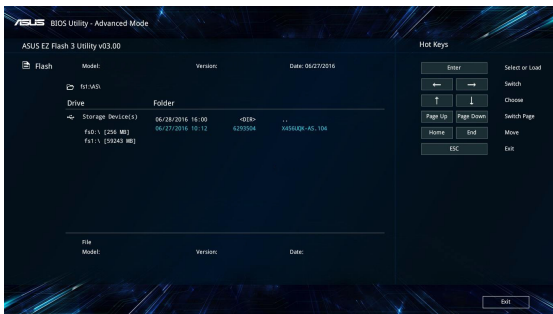 ASUS BIOS Utility - Advanced Mode
ASUS EZ Flash 3 Utility v03.00
Hot Keys
Flash
Model: Version: Date: 06/27/2016
fs1:\AS\
Drive Folder
Storage Device(s)
fs0:\ [256 MB]
fs1:\ [59243 MB]
06/28/2016 16:00 <DIR> ..
06/27/2016 10:12 6293504 X456UQK-AS.104
Enter Select or Load
← → Switch
↑ ↓ Choose
Page Up Page Down Switch Page
Home End Move
ESC Exit
File
Model: Version: Date:
Exit